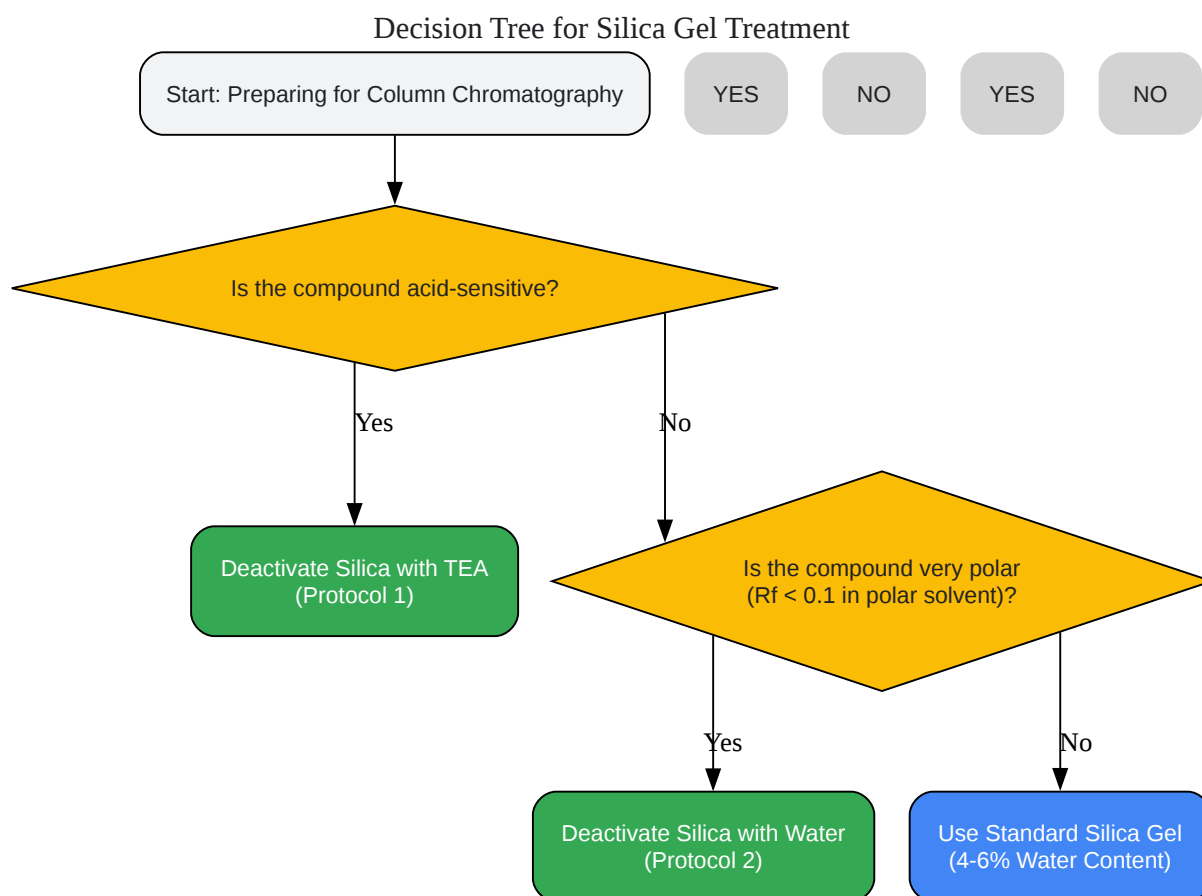 Decision Tree for Silica Gel Treatment
Start: Preparing for Column Chromatography
YES
NO
YES
NO
Is the compound acid-sensitive?
Yes
No
Deactivate Silica with TEA
(Protocol 1)
Is the compound very polar
(Rf < 0.1 in polar solvent)?
Yes
No
Deactivate Silica with Water
(Protocol 2)
Use Standard Silica Gel
(4-6% Water Content)